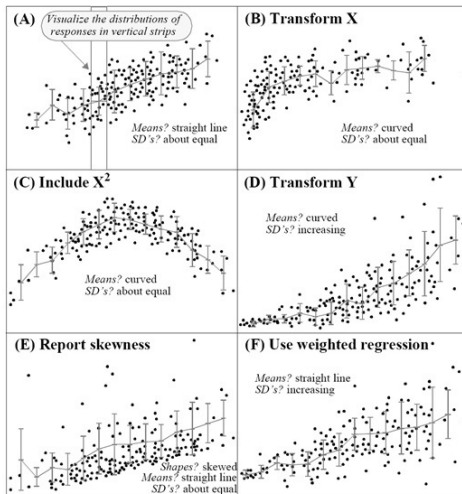 (A)
Visualize the distributions of
responses in vertical strips
Means? straight line
SD's? about equal
(B) Transform X
Means? curved
SD's? about equal
(C) Include X²
Means? curved
SD's? about equal
(D) Transform Y
Means? curved
SD's? increasing
(E) Report skewness
Shapes? skewed
Means? straight line
SD's? about equal
(F) Use weighted regression
Means? straight line
SD's? increasing